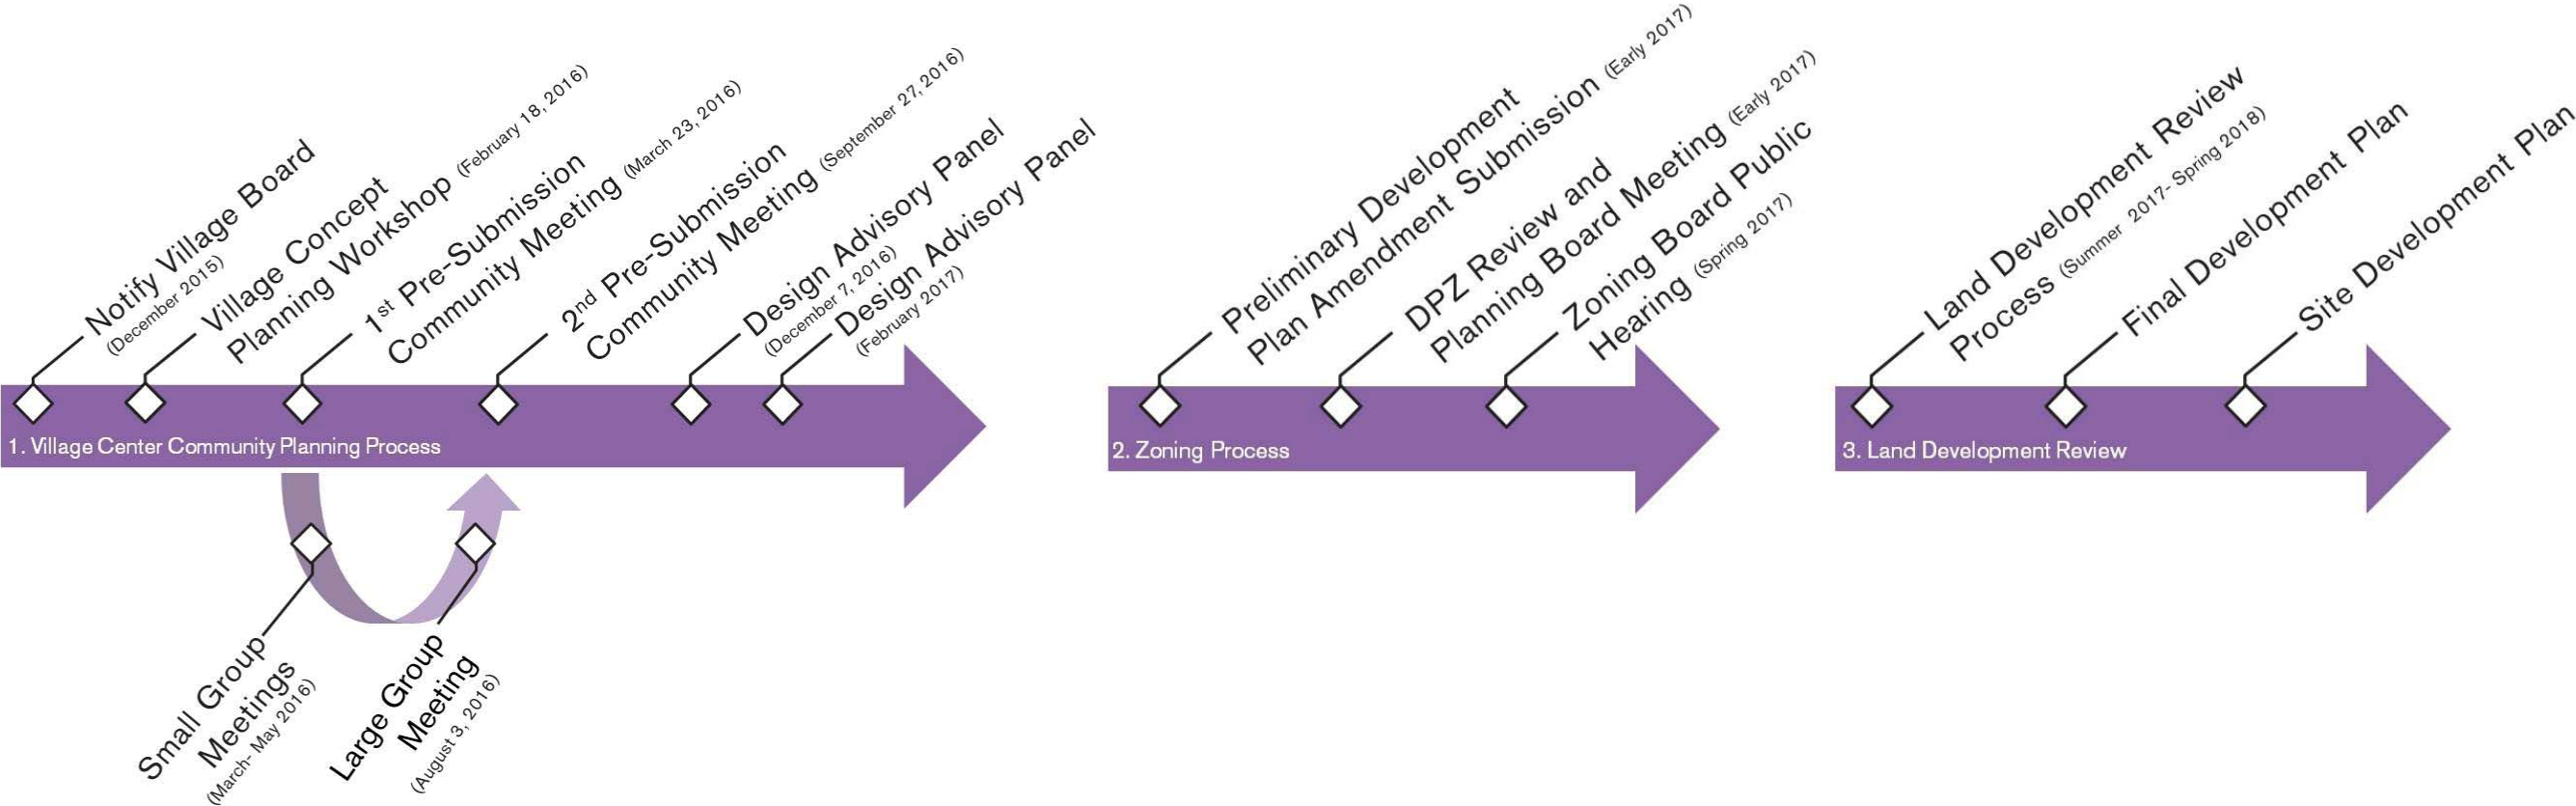 Notify Village Board
(December 2015)
Village Concept
Planning Workshop (February 18, 2016)
1st Pre-Submission
Community Meeting (March 23, 2016)
2nd Pre-Submission
Community Meeting (September 27, 2016)
Design Advisory Panel
(December 7, 2016)
Design Advisory Panel
(February 2017)
1. Village Center Community Planning Process
Small Group
Meetings
(March- May 2016)
Large Group
Meeting
(August 3, 2016)
Preliminary Development
Plan Amendment Submission (Early 2017)
DPZ Review and
Planning Board Meeting (Early 2017)
Zoning Board Public
Hearing (Spring 2017)
2. Zoning Process
Land Development Review
Process (Summer 2017- Spring 2018)
Final Development Plan
Site Development Plan
3. Land Development Review